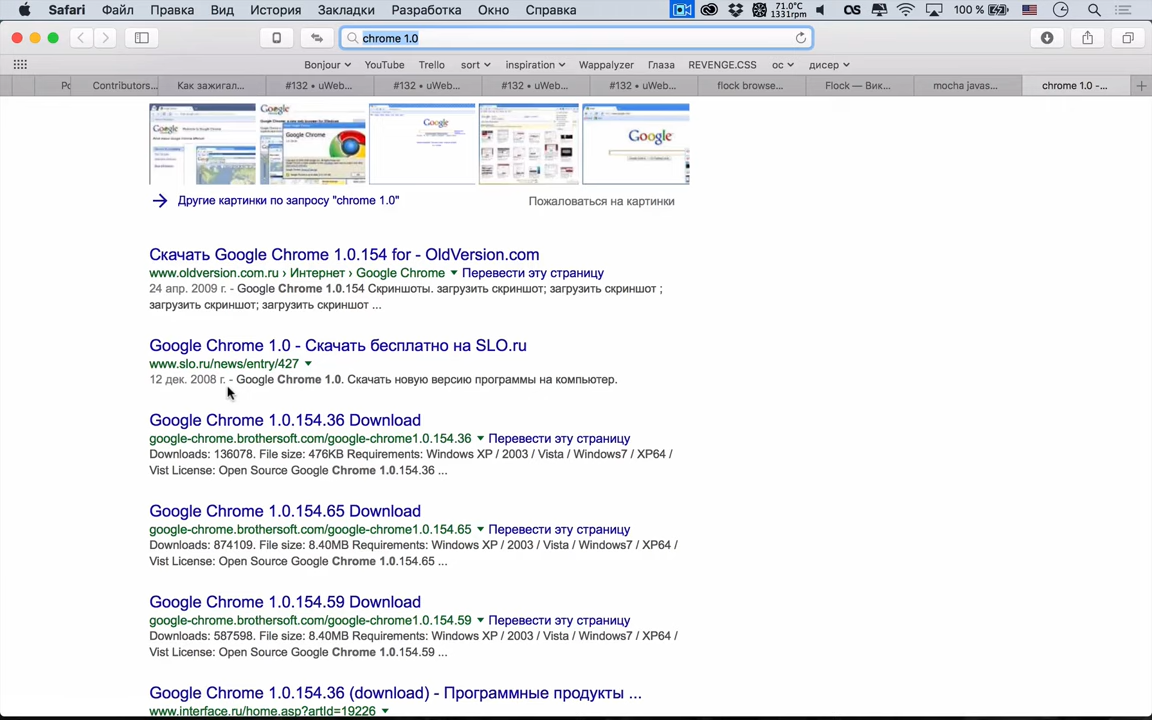 Safari Файл Правка Вид История Закладки Разработка Окно Справка 71.0°C 1331rpm 100 %
chrome 1.0
Bonjour YouTube Trello sort inspiration Wappalyzer Глаза REVENGE.CSS ос дисер
Рс Contributors... Как зажигал... #132 • uWeb... #132 • uWeb... #132 • uWeb... #132 • uWeb... flock browse... Flock — Вик... mocha javas... chrome 1.0 -...
Другие картинки по запросу "chrome 1.0" Пожаловаться на картинки
Скачать Google Chrome 1.0.154 for - OldVersion.com
www.oldversion.com.ru › Интернет › Google Chrome ▼ Перевести эту страницу
24 апр. 2009 г. - Google Chrome 1.0.154 Скриншоты. загрузить скриншот; загрузить скриншот ;
загрузить скриншот; загрузить скриншот ...
Google Chrome 1.0 - Скачать бесплатно на SLO.ru
www.slo.ru/news/entry/427 ▼
12 дек. 2008 г. - Google Chrome 1.0. Скачать новую версию программы на компьютер.
Google Chrome 1.0.154.36 Download
google-chrome.brothersoft.com/google-chrome1.0.154.36 ▼ Перевести эту страницу
Downloads: 136078. File size: 476KB Requirements: Windows XP / 2003 / Vista / Windows7 / XP64 /
Vist License: Open Source Google Chrome 1.0.154.36 ...
Google Chrome 1.0.154.65 Download
google-chrome.brothersoft.com/google-chrome1.0.154.65 ▼ Перевести эту страницу
Downloads: 874109. File size: 8.40MB Requirements: Windows XP / 2003 / Vista / Windows7 / XP64 /
Vist License: Open Source Google Chrome 1.0.154.65 ...
Google Chrome 1.0.154.59 Download
google-chrome.brothersoft.com/google-chrome1.0.154.59 ▼ Перевести эту страницу
Downloads: 587598. File size: 8.40MB Requirements: Windows XP / 2003 / Vista / Windows7 / XP64 /
Vist License: Open Source Google Chrome 1.0.154.59 ...
Google Chrome 1.0.154.36 (download) - Программные продукты ...
www.interface.ru/home.asp?artId=19226 ▼